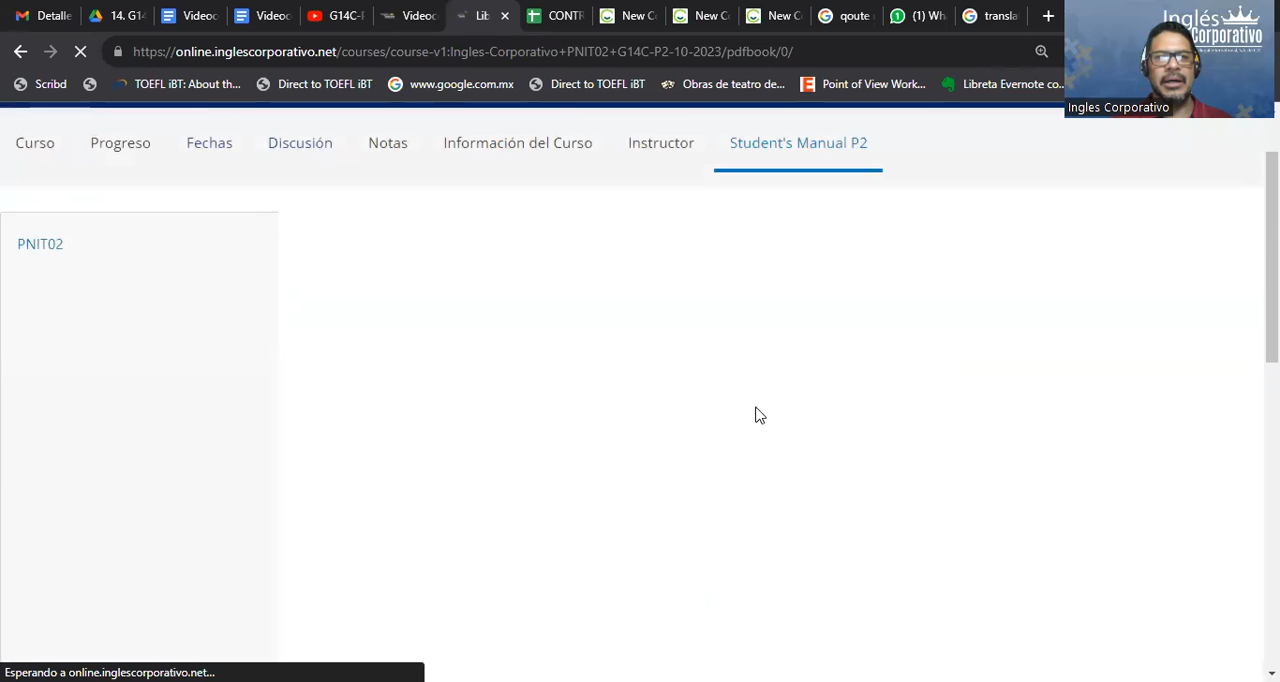 Detalle
14. G14
Videoc
Videoc
G14C-P
Videoc
Lib
CONTR
New Co
New Co
New Co
qoute
(1) Wh
transla
https://online.inglescorporativo.net/courses/course-v1:Ingles-Corporativo+PNIT02+G14C-P2-10-2023/pdfbook/0/
Scribd
TOEFL iBT: About th...
Direct to TOEFL iBT
www.google.com.mx
Direct to TOEFL iBT
Obras de teatro de...
Point of View Work...
Libreta Evernote co...
Inglés
Corporativo
Ingles Corporativo
Curso
Progreso
Fechas
Discusión
Notas
Información del Curso
Instructor
Student's Manual P2
PNIT02
Esperando a online.inglescorporativo.net...